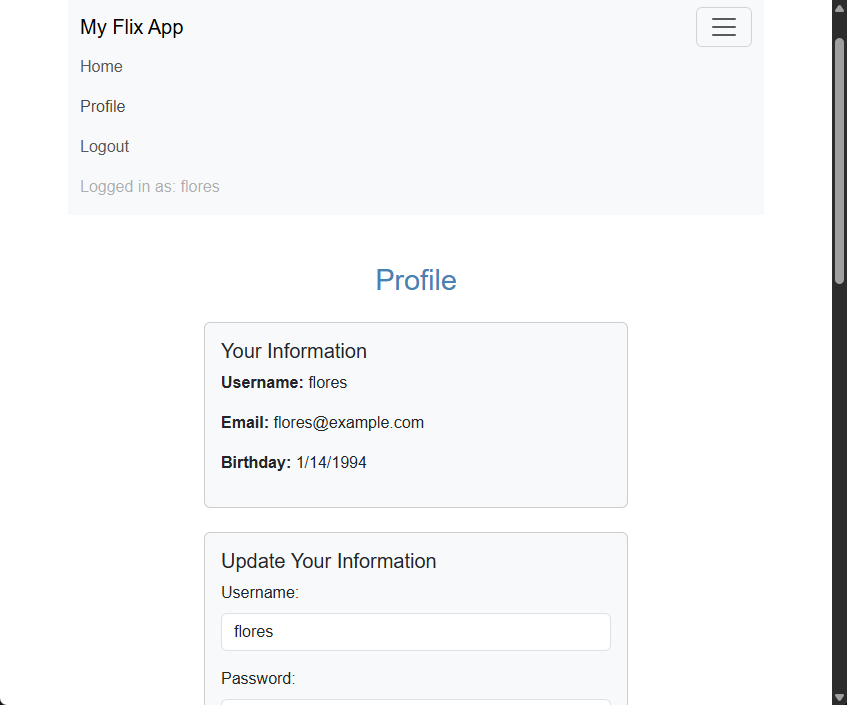 My Flix App
Home
Profile
Logout
Logged in as: flores
Profile
Your Information
Username: flores
Email: flores@example.com
Birthday: 1/14/1994
Update Your Information
Username:
flores
Password: